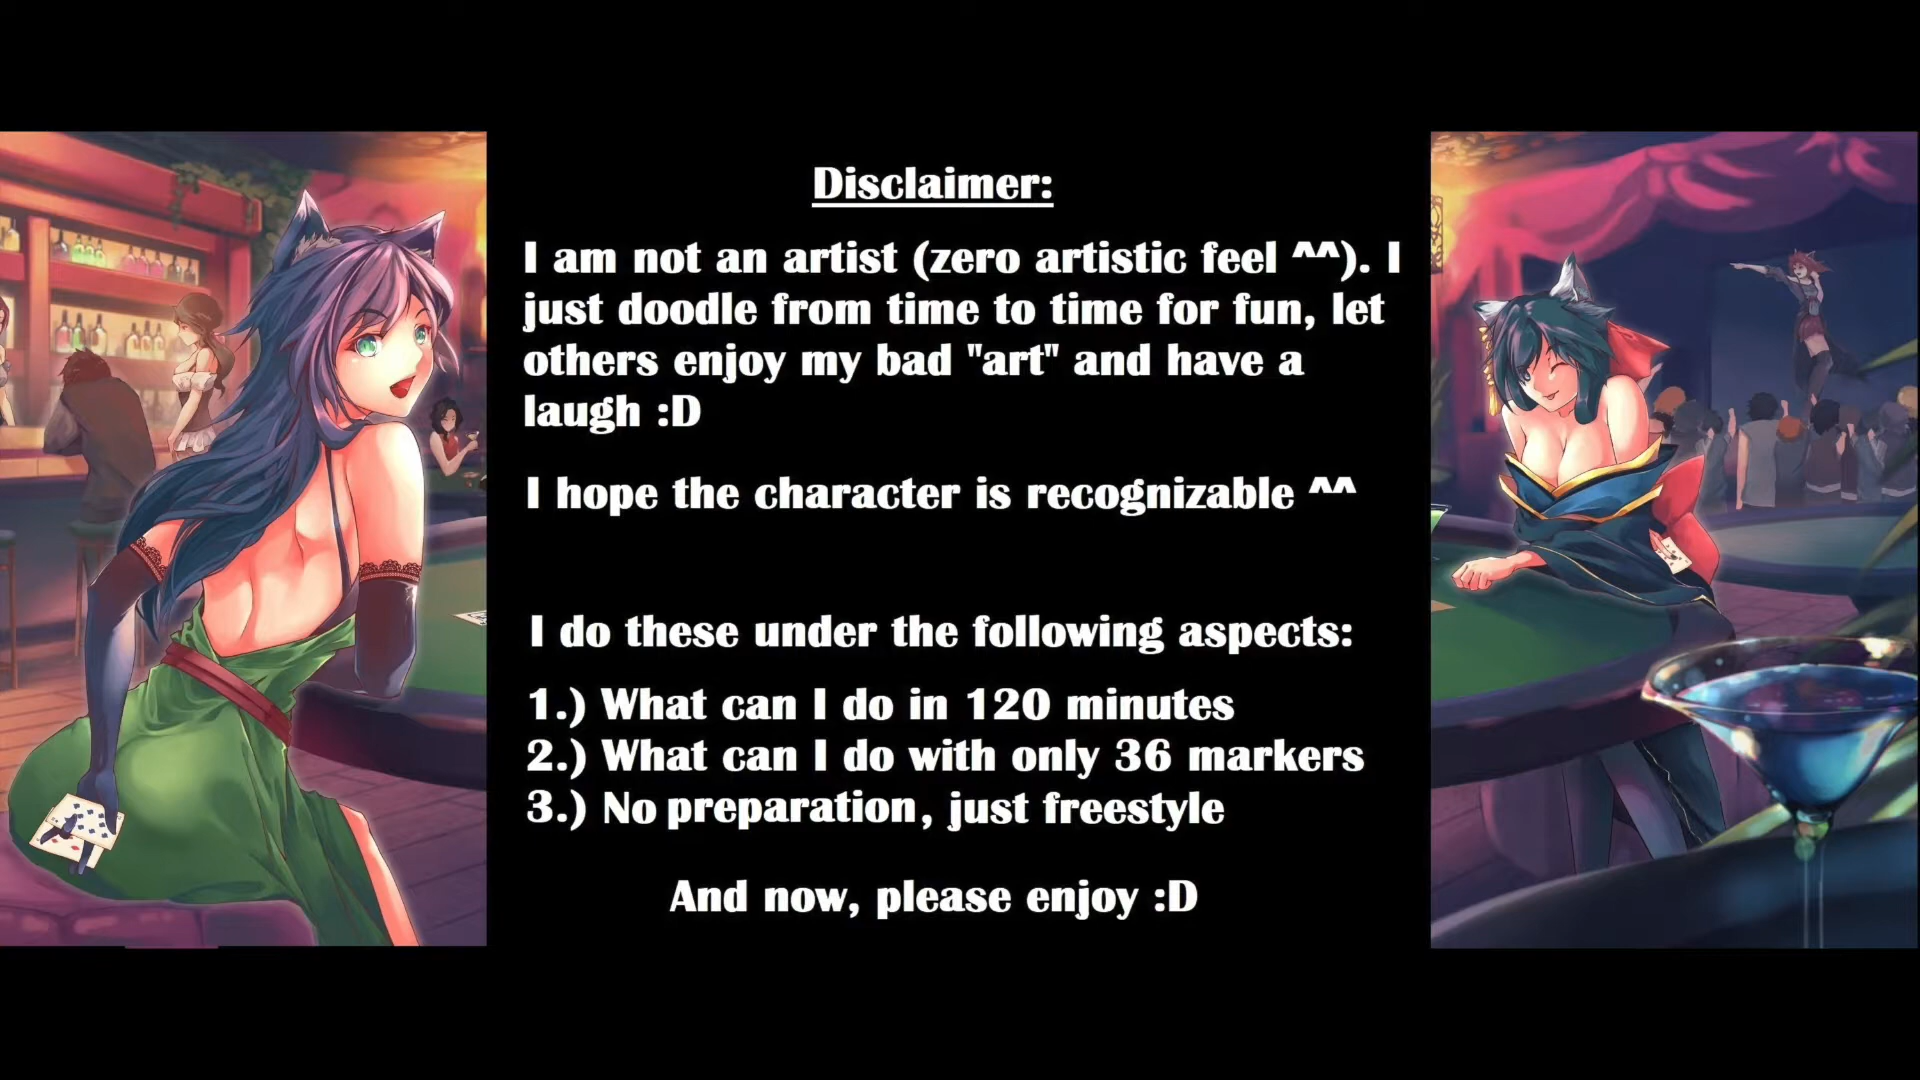 Disclaimer:
I am not an artist (zero artistic feel ^^). I
just doodle from time to time for fun, let
others enjoy my bad "art" and have a
laugh :D
I hope the character is recognizable ^^
I do these under the following aspects:
1.) What can I do in 120 minutes
2.) What can I do with only 36 markers
3.) No preparation, just freestyle
And now, please enjoy :D